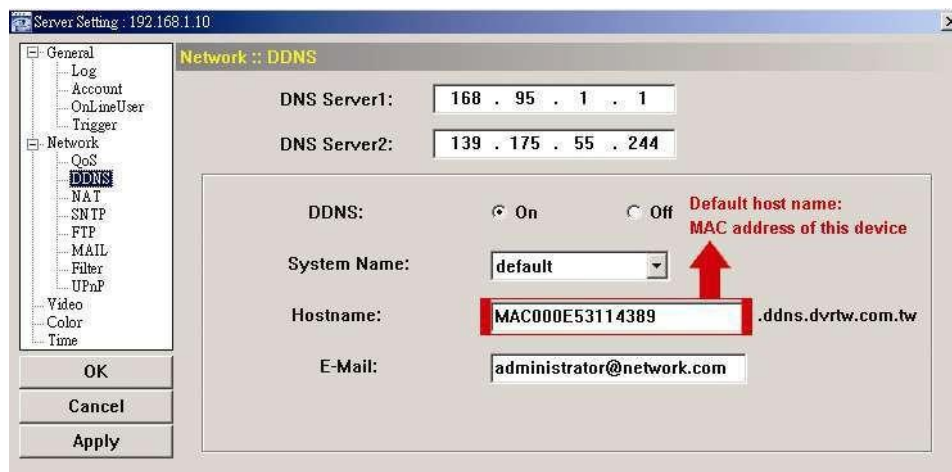 Server Setting : 192.168.1.10
General
Log
Account
OnLineUser
Trigger
Network
QoS
DDNS
NAT
SNTP
FTP
MAIL
Filter
UPnP
Video
Color
Time
OK
Cancel
Apply
Network :: DDNS
DNS Server1: 168 . 95 . 1 . 1
DNS Server2: 139 . 175 . 55 . 244
DDNS: On Off
Default host name:
MAC address of this device
System Name: default
Hostname: MAC000E53114389 .ddns.dvrtw.com.tw
E-Mail: administrator@network.com